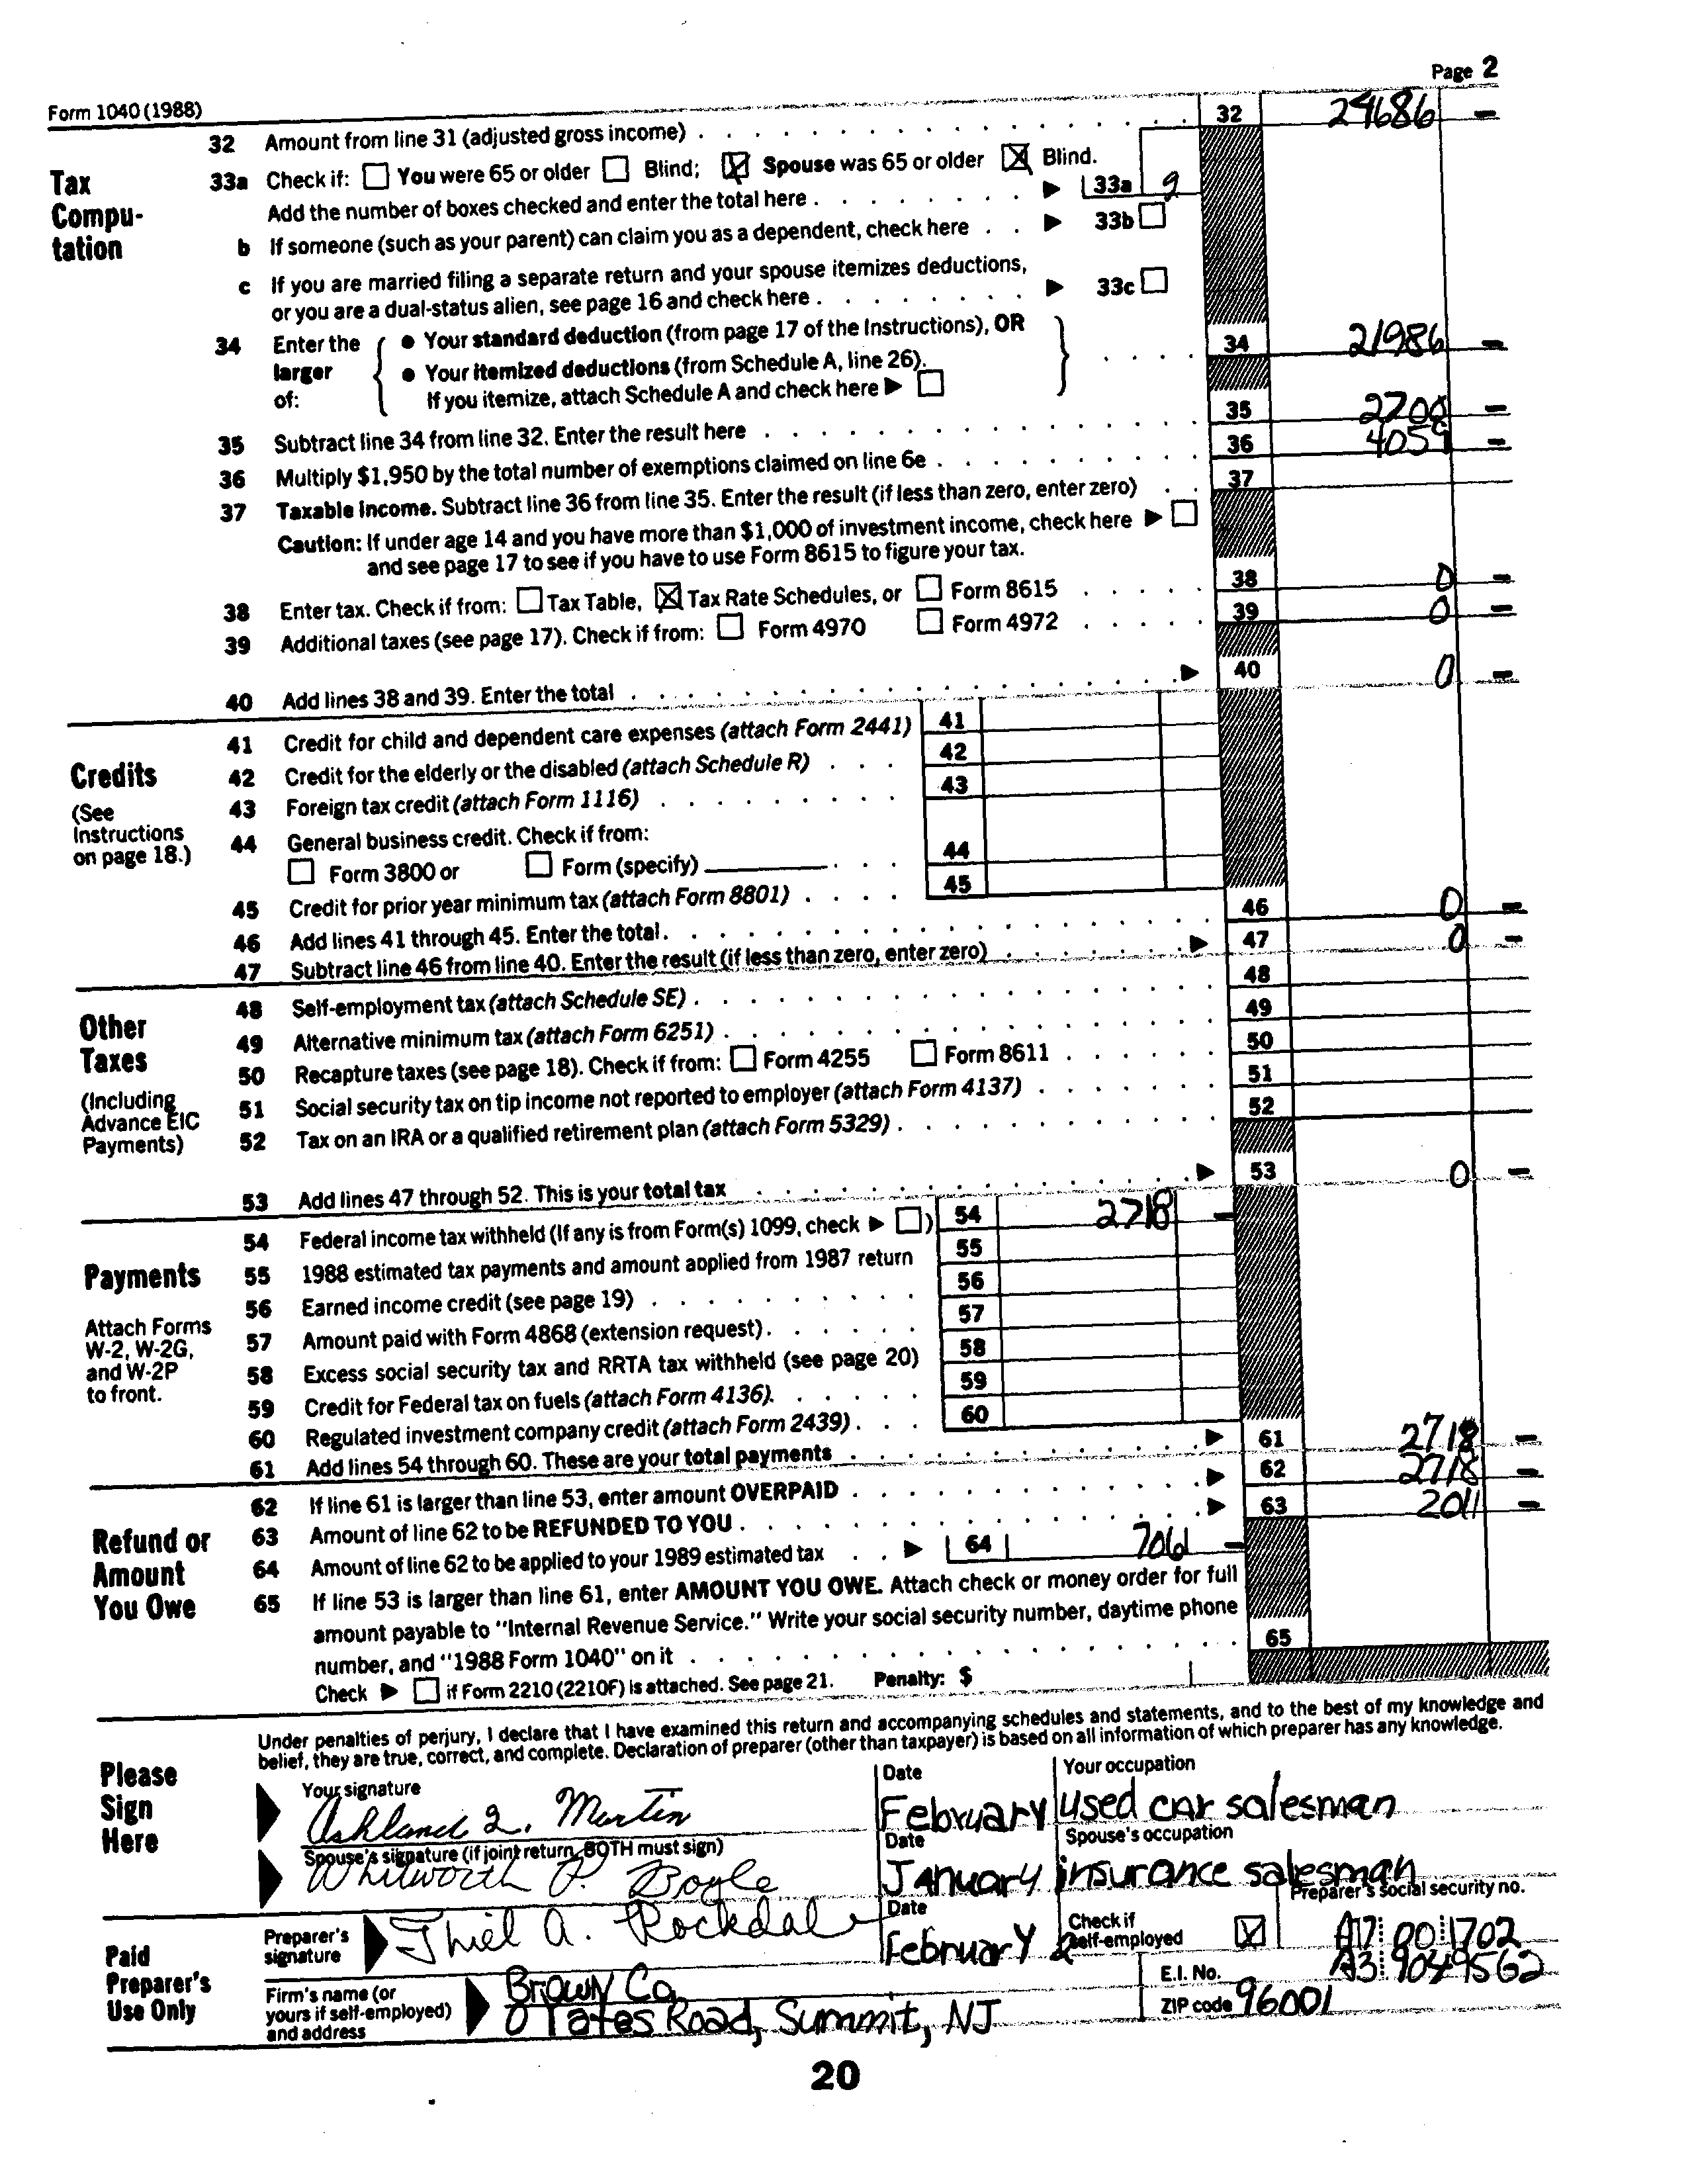 Page 2
Form 1040 (1988)
32 Amount from line 31 (adjusted gross income) 32 24686 -
Tax Compu- tation
33a Check if: You were 65 or older Blind; Spouse was 65 or older Blind.
Add the number of boxes checked and enter the total here 33a 2
b If someone (such as your parent) can claim you as a dependent, check here 33b
c If you are married filing a separate return and your spouse itemizes deductions,
or you are a dual-status alien, see page 16 and check here 33c
34 Enter the larger of:
• Your standard deduction (from page 17 of the Instructions), OR
• Your itemized deductions (from Schedule A, line 26).
If you itemize, attach Schedule A and check here
34 21986 -
35 Subtract line 34 from line 32. Enter the result here 35 2700 -
36 Multiply $1,950 by the total number of exemptions claimed on line 6e 36 4059 -
37 Taxable income. Subtract line 36 from line 35. Enter the result (if less than zero, enter zero) 37
Caution: If under age 14 and you have more than $1,000 of investment income, check here
and see page 17 to see if you have to use Form 8615 to figure your tax.
38 Enter tax. Check if from: Tax Table, Tax Rate Schedules, or Form 8615 38 0 -
39 Additional taxes (see page 17). Check if from: Form 4970 Form 4972 39 0 -
40 Add lines 38 and 39. Enter the total 40 0 -
Credits
(See Instructions on page 18.)
41 Credit for child and dependent care expenses (attach Form 2441) 41
42 Credit for the elderly or the disabled (attach Schedule R) 42
43 Foreign tax credit (attach Form 1116) 43
44 General business credit. Check if from:
Form 3800 or Form (specify) 44
45 Credit for prior year minimum tax (attach Form 8801) 45
46 Add lines 41 through 45. Enter the total. 46 0 -
47 Subtract line 46 from line 40. Enter the result (if less than zero, enter zero) 47 0 -
Other Taxes
(Including Advance EIC Payments)
48 Self-employment tax (attach Schedule SE) 48
49 Alternative minimum tax (attach Form 6251) 49
50 Recapture taxes (see page 18). Check if from: Form 4255 Form 8611 50
51 Social security tax on tip income not reported to employer (attach Form 4137) 51
52 Tax on an IRA or a qualified retirement plan (attach Form 5329) 52
53 Add lines 47 through 52. This is your total tax 53 0 -
Payments
Attach Forms W-2, W-2G, and W-2P to front.
54 Federal income tax withheld (If any is from Form(s) 1099, check ) 54 2718 -
55 1988 estimated tax payments and amount applied from 1987 return 55
56 Earned income credit (see page 19) 56
57 Amount paid with Form 4868 (extension request) 57
58 Excess social security tax and RRTA tax withheld (see page 20) 58
59 Credit for Federal tax on fuels (attach Form 4136) 59
60 Regulated investment company credit (attach Form 2439) 60
61 Add lines 54 through 60. These are your total payments 61 2718 -
Refund or Amount You Owe
62 If line 61 is larger than line 53, enter amount OVERPAID 62 2718 -
63 Amount of line 62 to be REFUNDED TO YOU 63 2011 -
64 Amount of line 62 to be applied to your 1989 estimated tax 64 7061 -
65 If line 53 is larger than line 61, enter AMOUNT YOU OWE. Attach check or money order for full
amount payable to "Internal Revenue Service." Write your social security number, daytime phone
number, and "1988 Form 1040" on it 65
Check if Form 2210 (2210F) is attached. See page 21. Penalty: $
Please Sign Here
Under penalties of perjury, I declare that I have examined this return and accompanying schedules and statements, and to the best of my knowledge and
belief, they are true, correct, and complete. Declaration of preparer (other than taxpayer) is based on all information of which preparer has any knowledge.
Your signature Date Your occupation
Ashland Q. Martin February used car salesman
Spouse's signature (if joint return, BOTH must sign) Date Spouse's occupation
Whitworth P. Boyle January insurance salesman
Paid Preparer's Use Only
Preparer's signature Thiel A. Rockdale Date February 2 Check if self-employed Preparer's social security no. A17 00 1702
Firm's name (or yours if self-employed) and address Brown Co E.I. No. A3 9049562
0 Yates Road, Summit, NJ ZIP code 96001
20